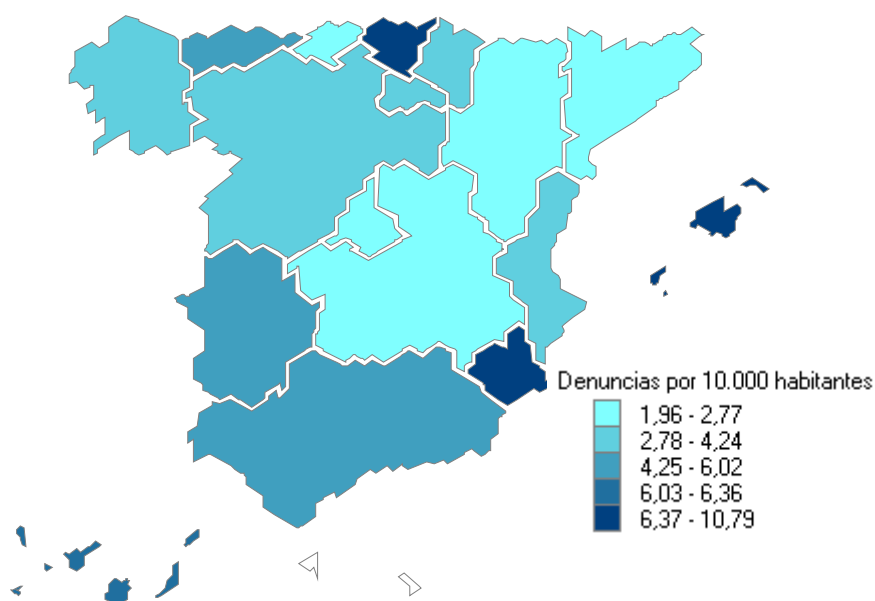 Denuncias por 10.000 habitantes
1,96 - 2,77
2,78 - 4,24
4,25 - 6,02
6,03 - 6,36
6,37 - 10,79